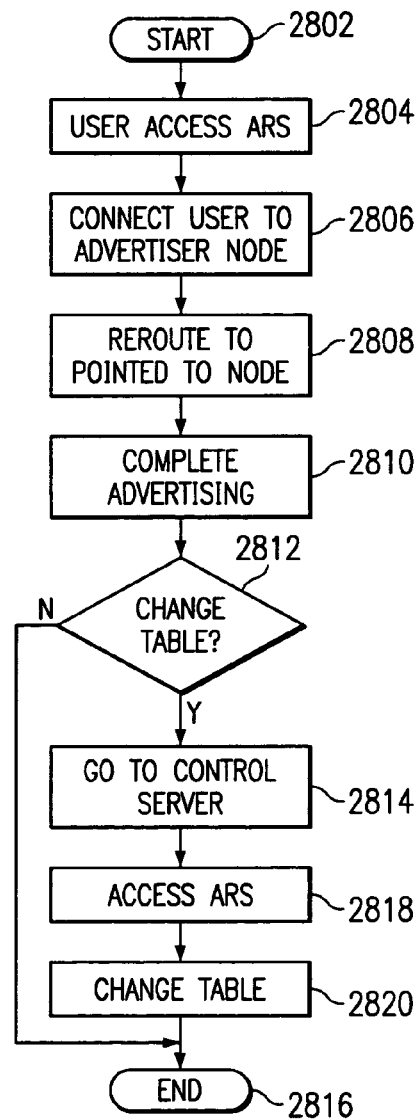 START
2802
USER ACCESS ARS
2804
CONNECT USER TO
ADVERTISER NODE
2806
REROUTE TO
POINTED TO NODE
2808
COMPLETE
ADVERTISING
2810
2812
N
CHANGE
TABLE?
Y
GO TO CONTROL
SERVER
2814
ACCESS ARS
2818
CHANGE TABLE
2820
END
2816